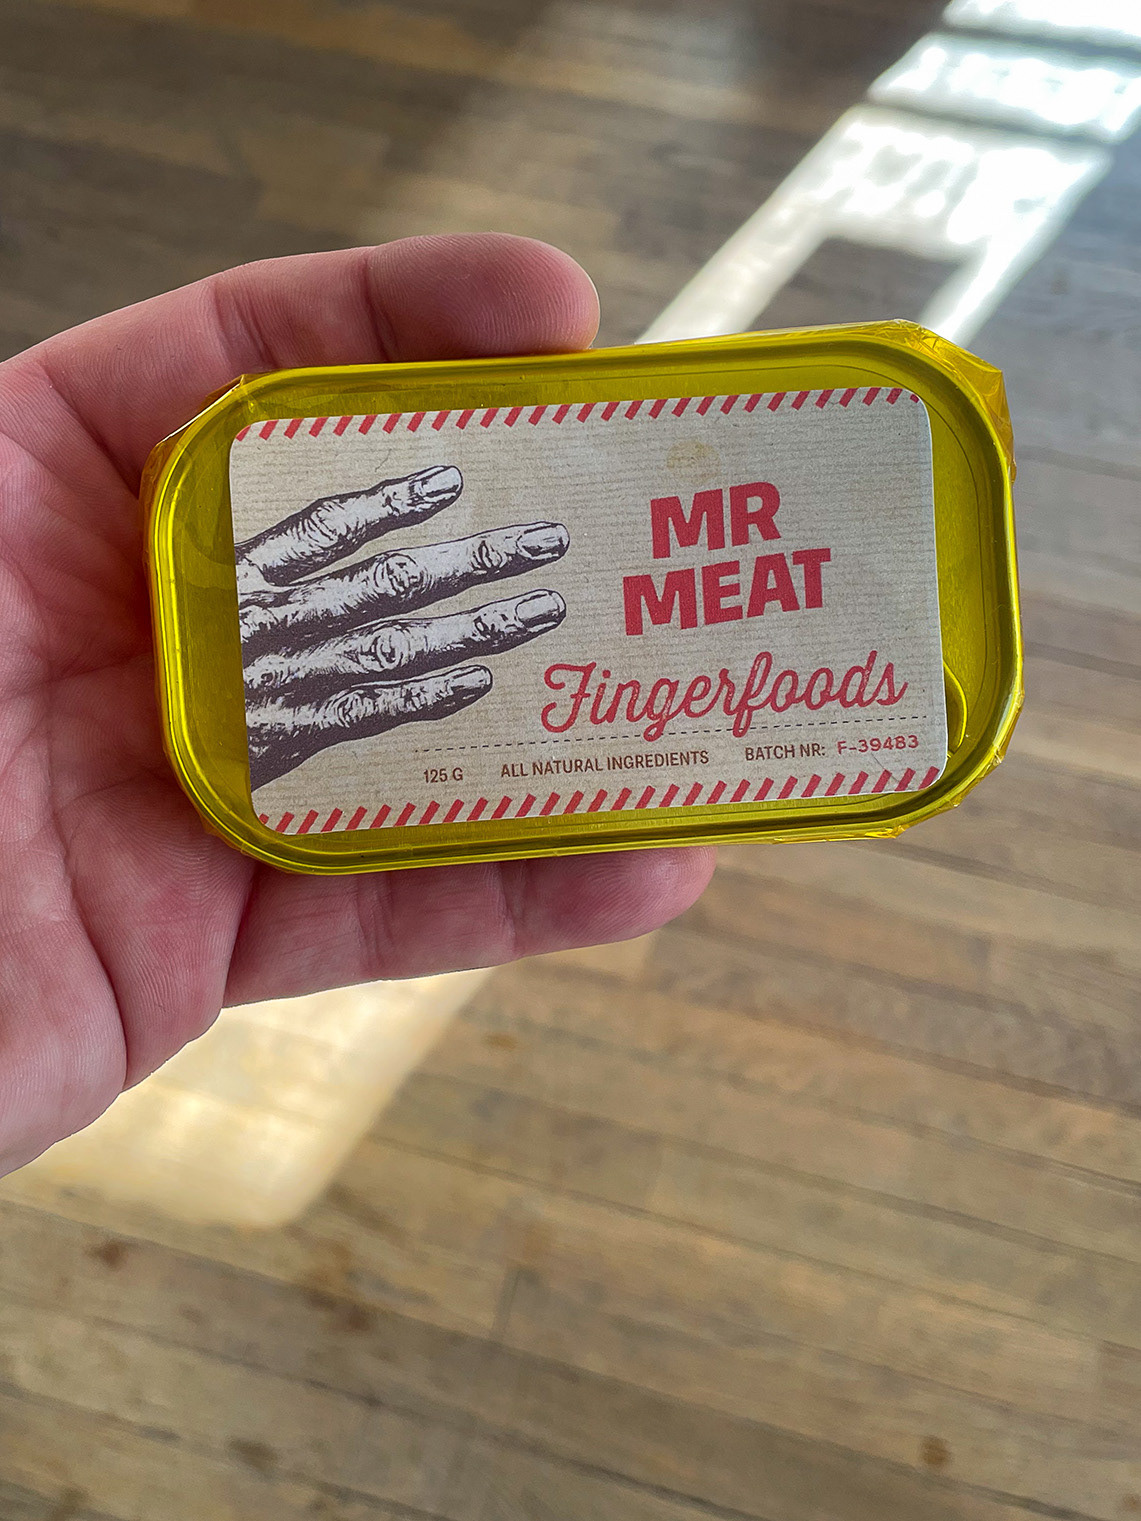 MR
MEAT
Fingerfoods
125 G ALL NATURAL INGREDIENTS BATCH NR: F-39483